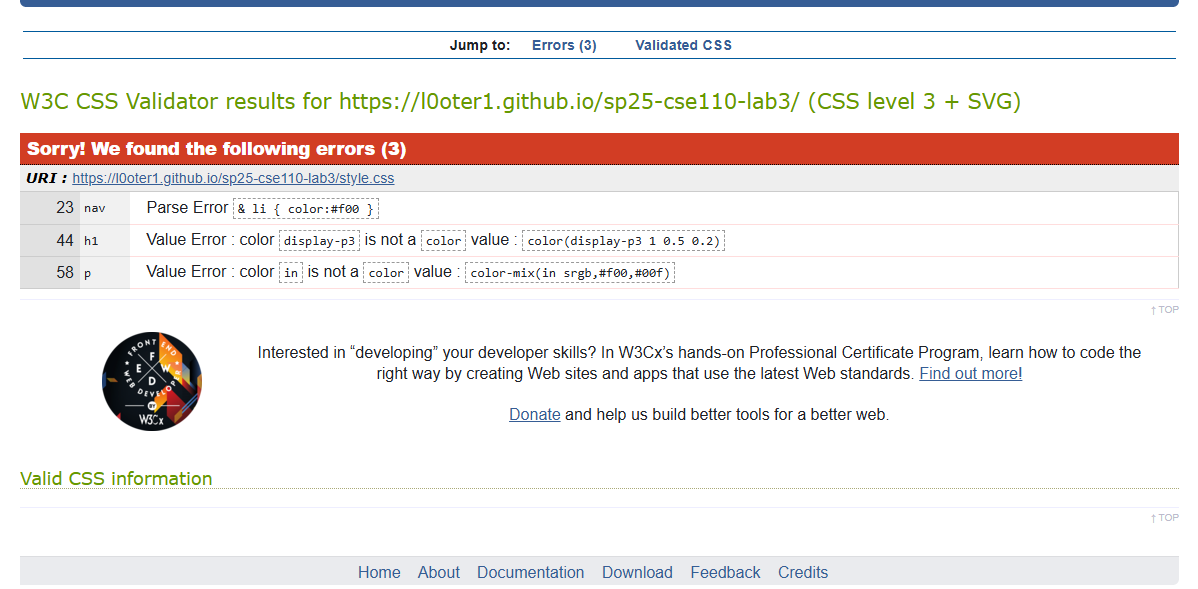 Jump to: Errors (3) Validated CSS
W3C CSS Validator results for https://l0oter1.github.io/sp25-cse110-lab3/ (CSS level 3 + SVG)
Sorry! We found the following errors (3)
URI : https://l0oter1.github.io/sp25-cse110-lab3/style.css
23 nav Parse Error & li { color:#f00 }
44 h1 Value Error : color display-p3 is not a color value : color(display-p3 1 0.5 0.2)
58 p Value Error : color in is not a color value : color-mix(in srgb,#f00,#00f)
↑ TOP
FRONT END
F
E W
D
WEB DEVELOPER
W3Cx
Interested in “developing” your developer skills? In W3Cx’s hands-on Professional Certificate Program, learn how to code the
right way by creating Web sites and apps that use the latest Web standards. Find out more!
Donate and help us build better tools for a better web.
Valid CSS information
↑ TOP
Home About Documentation Download Feedback Credits